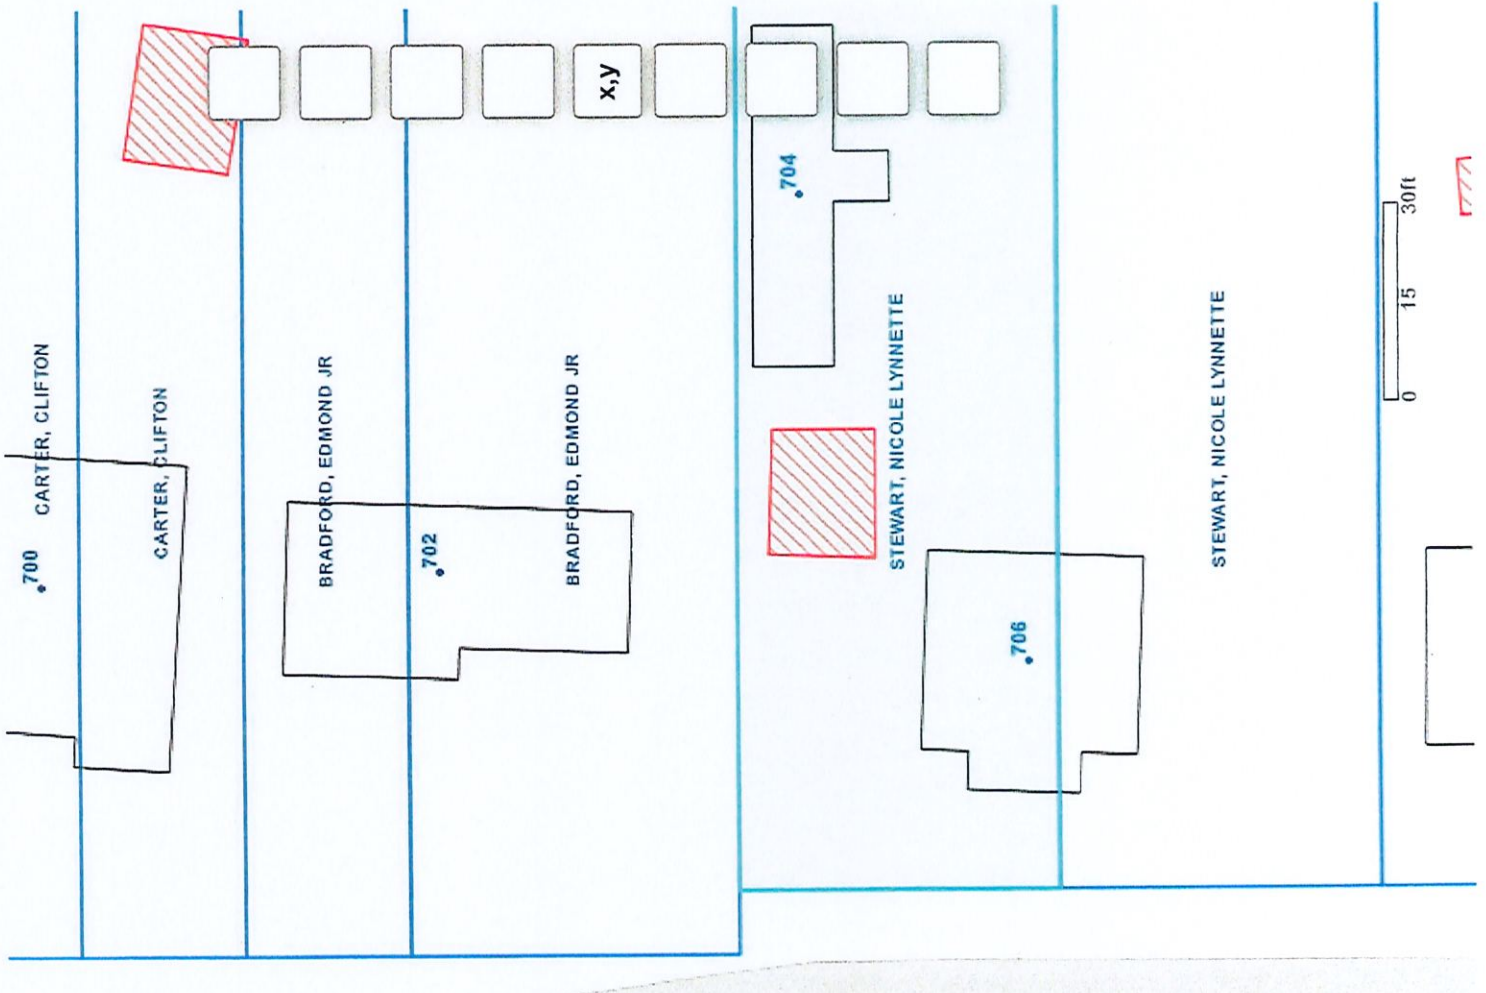 CARTER, CLIFTON
700
CARTER, CLIFTON
BRADFORD, EDMOND JR
702
BRADFORD, EDMOND JR
x,y
704
STEWART, NICOLE LYNNETTE
706
STEWART, NICOLE LYNNETTE
0 15 30ft